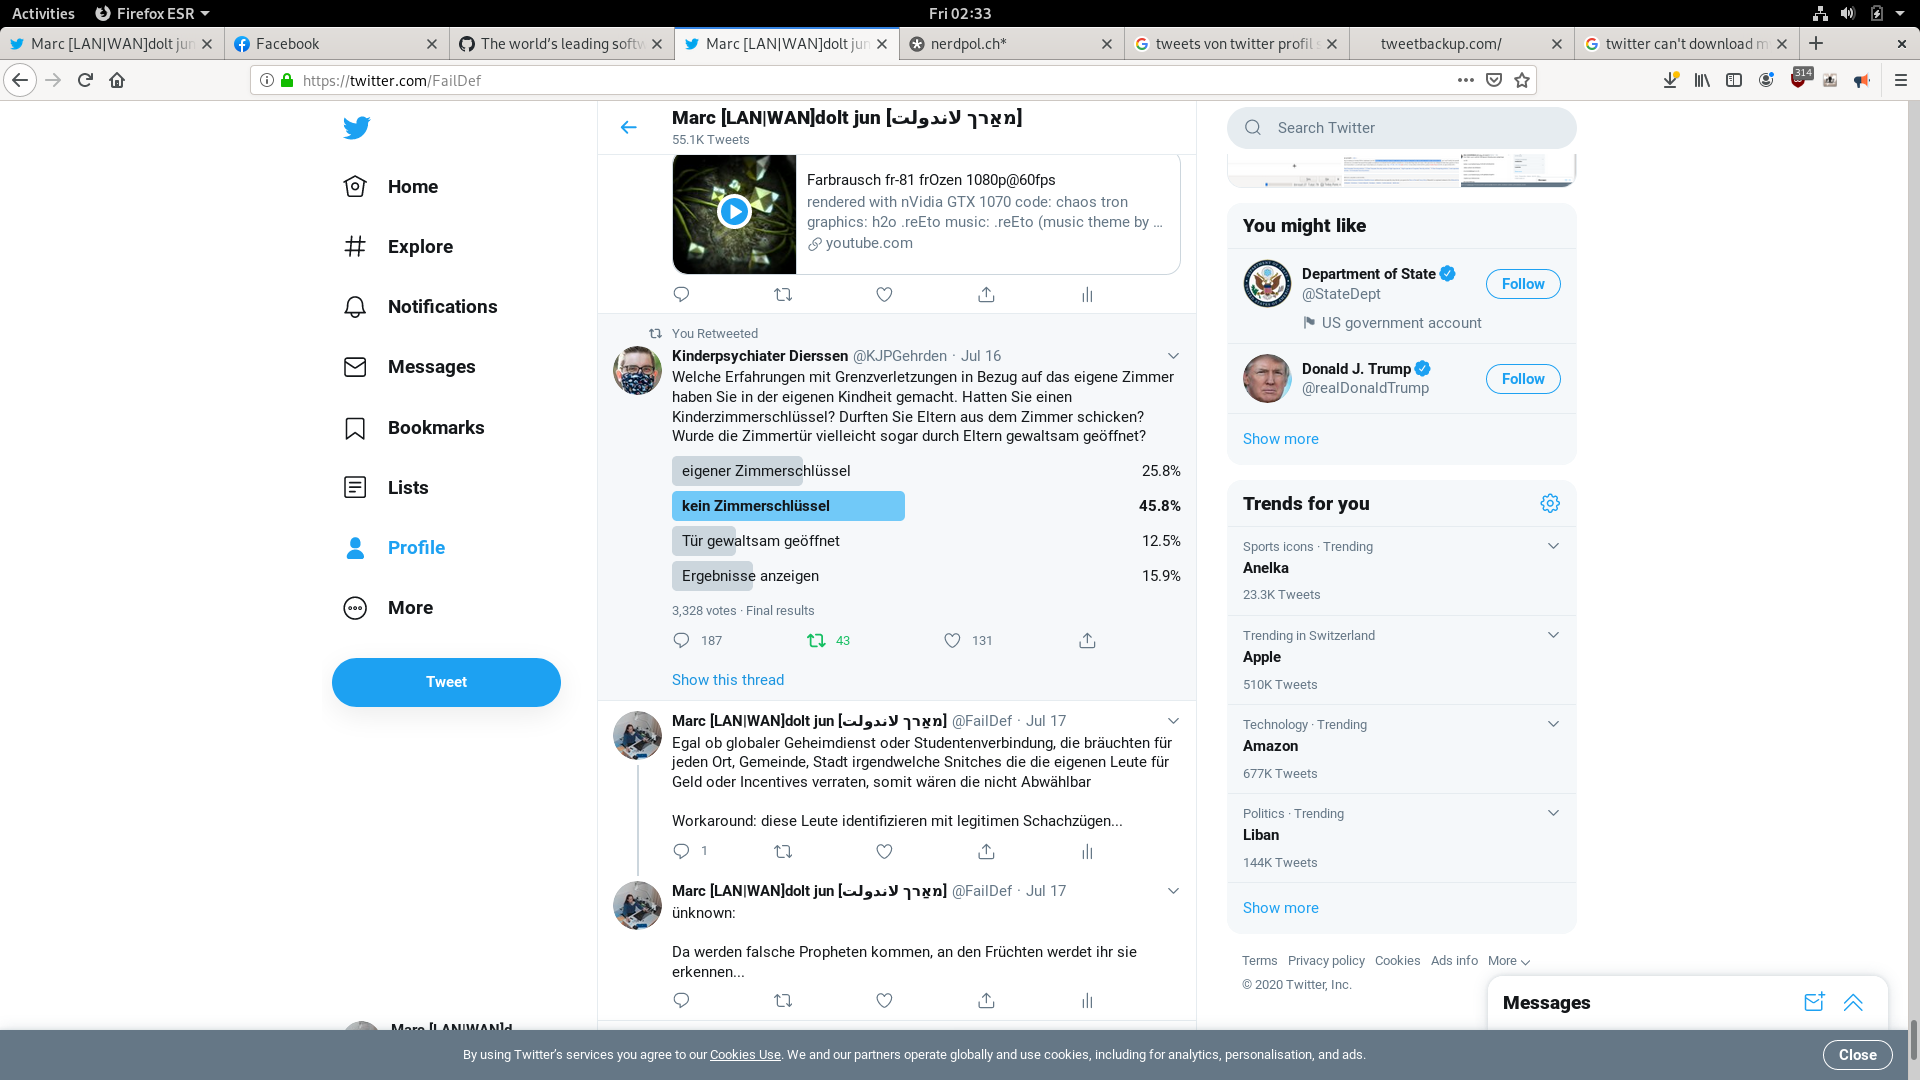 Activities Firefox ESR Fri 02:33
Marc [LAN|WAN]dolt jun Facebook The world's leading softw Marc [LAN|WAN]dolt jun nerdpol.ch* tweets von twitter profil s tweetbackup.com/ twitter can't download m
https://twitter.com/FailDef
314
Home
Explore
Notifications
Messages
Bookmarks
Lists
Profile
More
Tweet
Marc [LAN|WAN]d
Marc [LAN|WAN]dolt jun [מאַרך לאנדולת]
55.1K Tweets
Farbrausch fr-81 frOzen 1080p@60fps
rendered with nVidia GTX 1070 code: chaos tron
graphics: h2o .reEto music: .reEto (music theme by ...
youtube.com
You Retweeted
Kinderpsychiater Dierssen @KJPGehrden · Jul 16
Welche Erfahrungen mit Grenzverletzungen in Bezug auf das eigene Zimmer
haben Sie in der eigenen Kindheit gemacht. Hatten Sie einen
Kinderzimmerschlüssel? Durften Sie Eltern aus dem Zimmer schicken?
Wurde die Zimmertür vielleicht sogar durch Eltern gewaltsam geöffnet?
eigener Zimmerschlüssel 25.8%
kein Zimmerschlüssel 45.8%
Tür gewaltsam geöffnet 12.5%
Ergebnisse anzeigen 15.9%
3,328 votes · Final results
187 43 131
Show this thread
Marc [LAN|WAN]dolt jun [מאַרך לאנדולת] @FailDef · Jul 17
Egal ob globaler Geheimdienst oder Studentenverbindung, die bräuchten für
jeden Ort, Gemeinde, Stadt irgendwelche Snitches die die eigenen Leute für
Geld oder Incentives verraten, somit wären die nicht Abwählbar
Workaround: diese Leute identifizieren mit legitimen Schachzügen...
1
Marc [LAN|WAN]dolt jun [מאַרך לאנדולת] @FailDef · Jul 17
ünknown:
Da werden falsche Propheten kommen, an den Früchten werdet ihr sie
erkennen...
Search Twitter
You might like
Department of State
@StateDept
Follow
US government account
Donald J. Trump
@realDonaldTrump
Follow
Show more
Trends for you
Sports icons · Trending
Anelka
23.3K Tweets
Trending in Switzerland
Apple
510K Tweets
Technology · Trending
Amazon
677K Tweets
Politics · Trending
Liban
144K Tweets
Show more
Terms Privacy policy Cookies Ads info More
© 2020 Twitter, Inc.
Messages
By using Twitter's services you agree to our Cookies Use. We and our partners operate globally and use cookies, including for analytics, personalisation, and ads.
Close